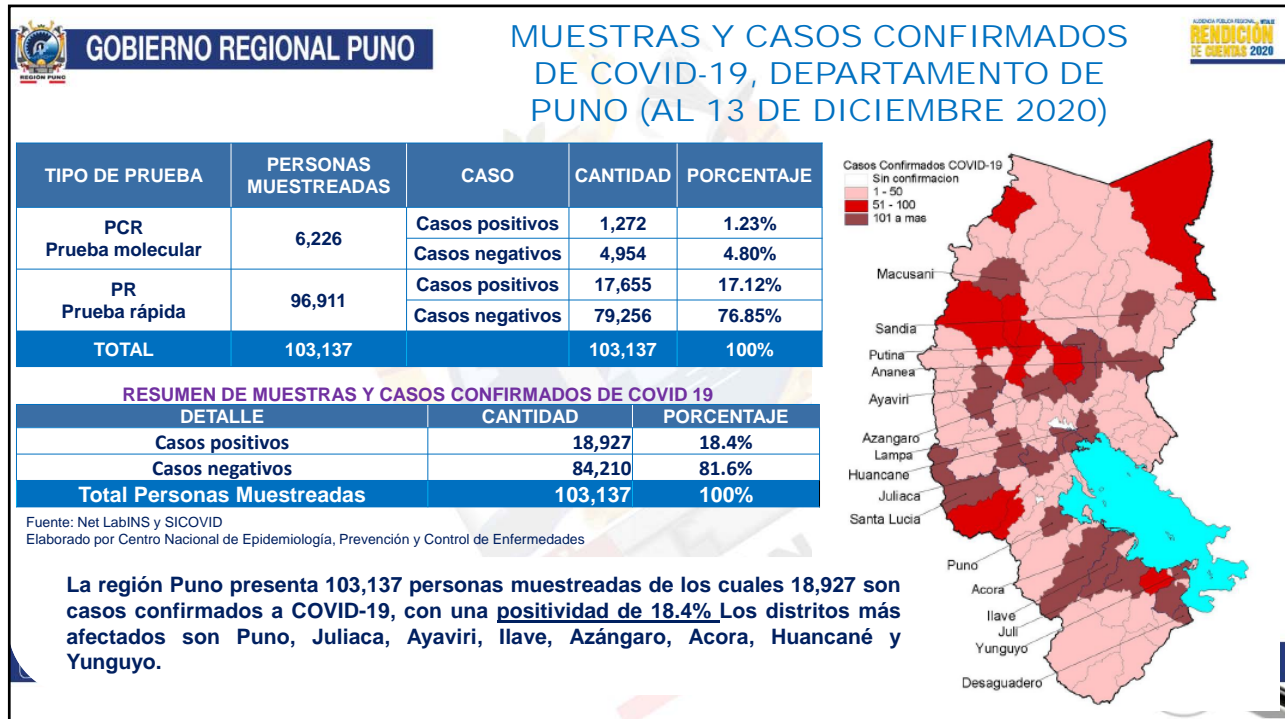 GOBIERNO REGIONAL PUNO
REGIÓN PUNO
MUESTRAS Y CASOS CONFIRMADOS
DE COVID-19, DEPARTAMENTO DE
PUNO (AL 13 DE DICIEMBRE 2020)
AUDIENCIA PÚBLICA REGIONAL
RENDICIÓN
DE CUENTAS 2020
TIPO DE PRUEBA PERSONAS MUESTREADAS CASO CANTIDAD PORCENTAJE
PCR Prueba molecular 6,226 Casos positivos 1,272 1.23%
Casos negativos 4,954 4.80%
PR Prueba rápida 96,911 Casos positivos 17,655 17.12%
Casos negativos 79,256 76.85%
TOTAL 103,137 103,137 100%
RESUMEN DE MUESTRAS Y CASOS CONFIRMADOS DE COVID 19
DETALLE CANTIDAD PORCENTAJE
Casos positivos 18,927 18.4%
Casos negativos 84,210 81.6%
Total Personas Muestreadas 103,137 100%
Fuente: Net LabINS y SICOVID
Elaborado por Centro Nacional de Epidemiología, Prevención y Control de Enfermedades
La región Puno presenta 103,137 personas muestreadas de los cuales 18,927 son
casos confirmados a COVID-19, con una positividad de 18.4% Los distritos más
afectados son Puno, Juliaca, Ayaviri, Ilave, Azángaro, Acora, Huancané y
Yunguyo.
Casos Confirmados COVID-19
Sin confirmacion
1 - 50
51 - 100
101 a mas
Macusani
Sandia
Putina
Ananea
Ayaviri
Azangaro
Lampa
Huancane
Juliaca
Santa Lucia
Puno
Acora
Ilave
Juli
Yunguyo
Desaguadero